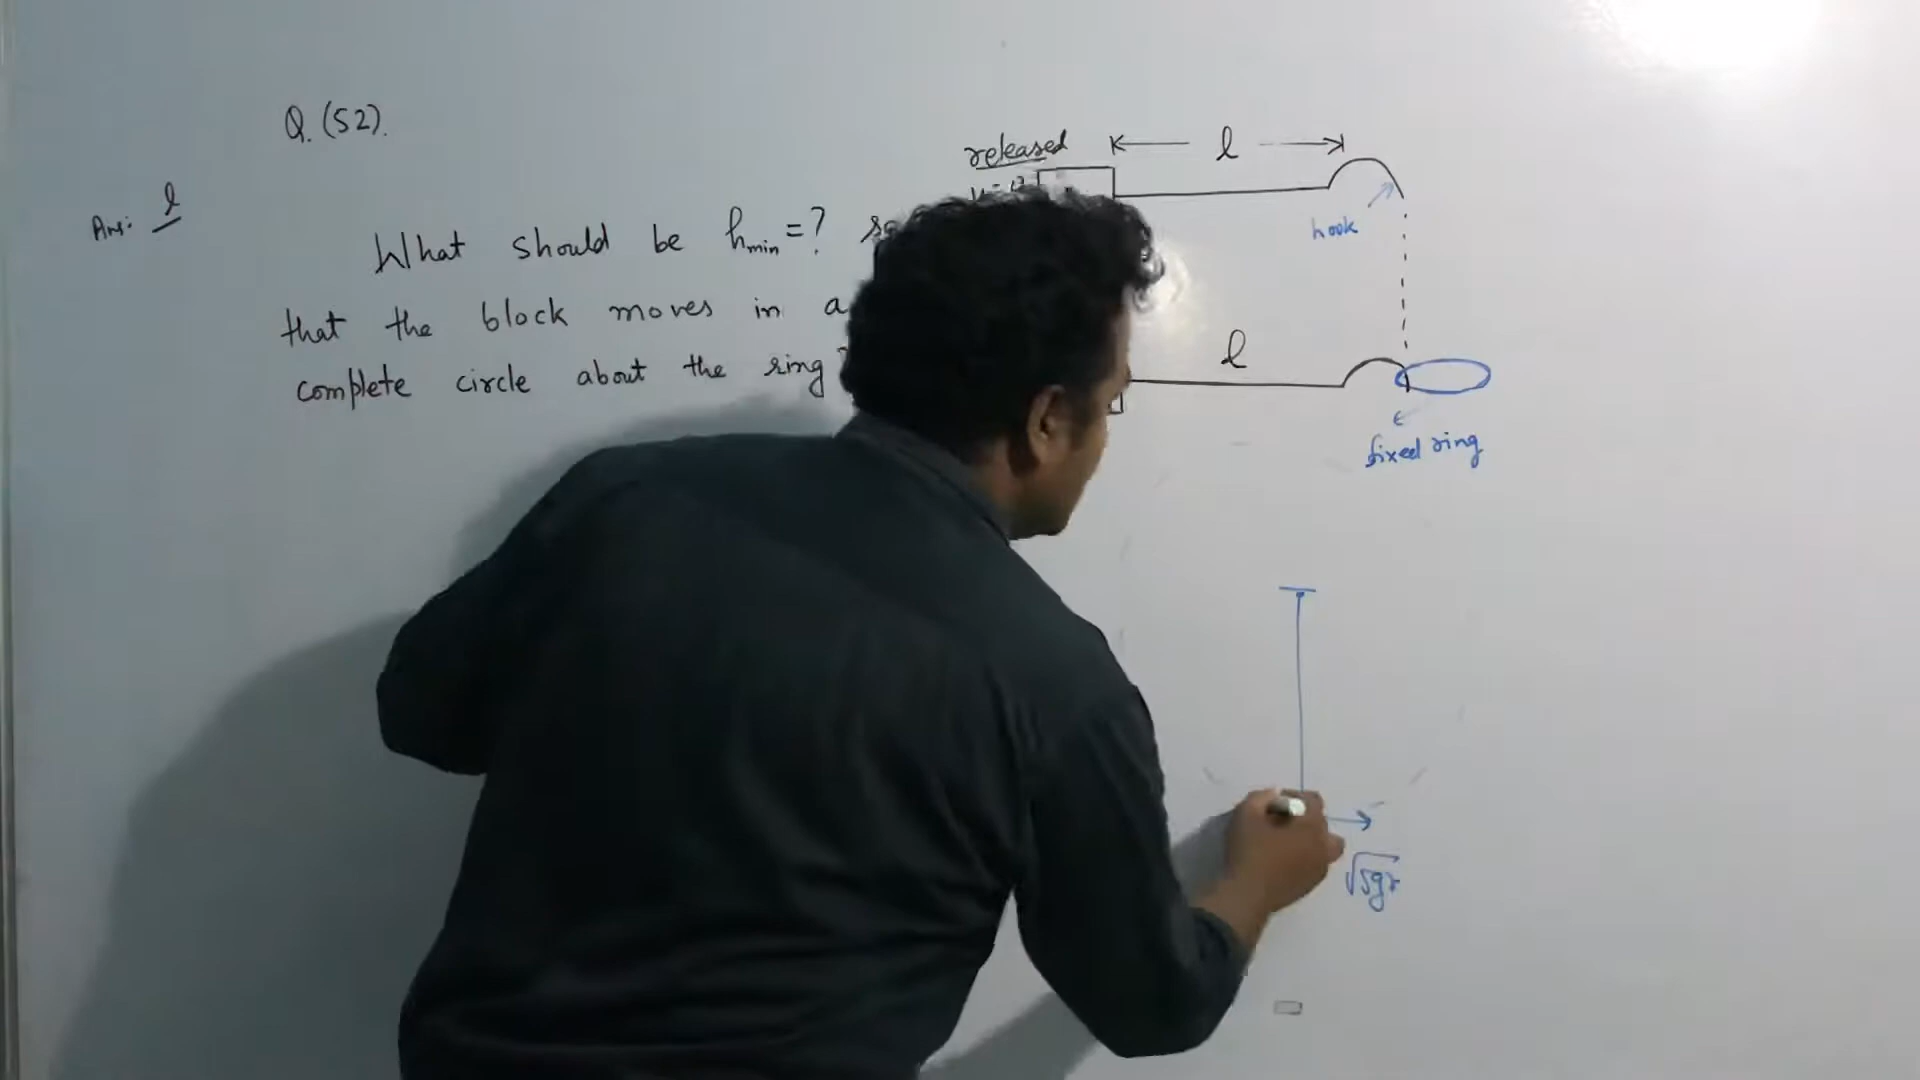 Q. (52).
released
l
Ans: l
What should be hmin=?
hook
that the block moves in a
l
complete circle about the ring
fixed ring
√5gr